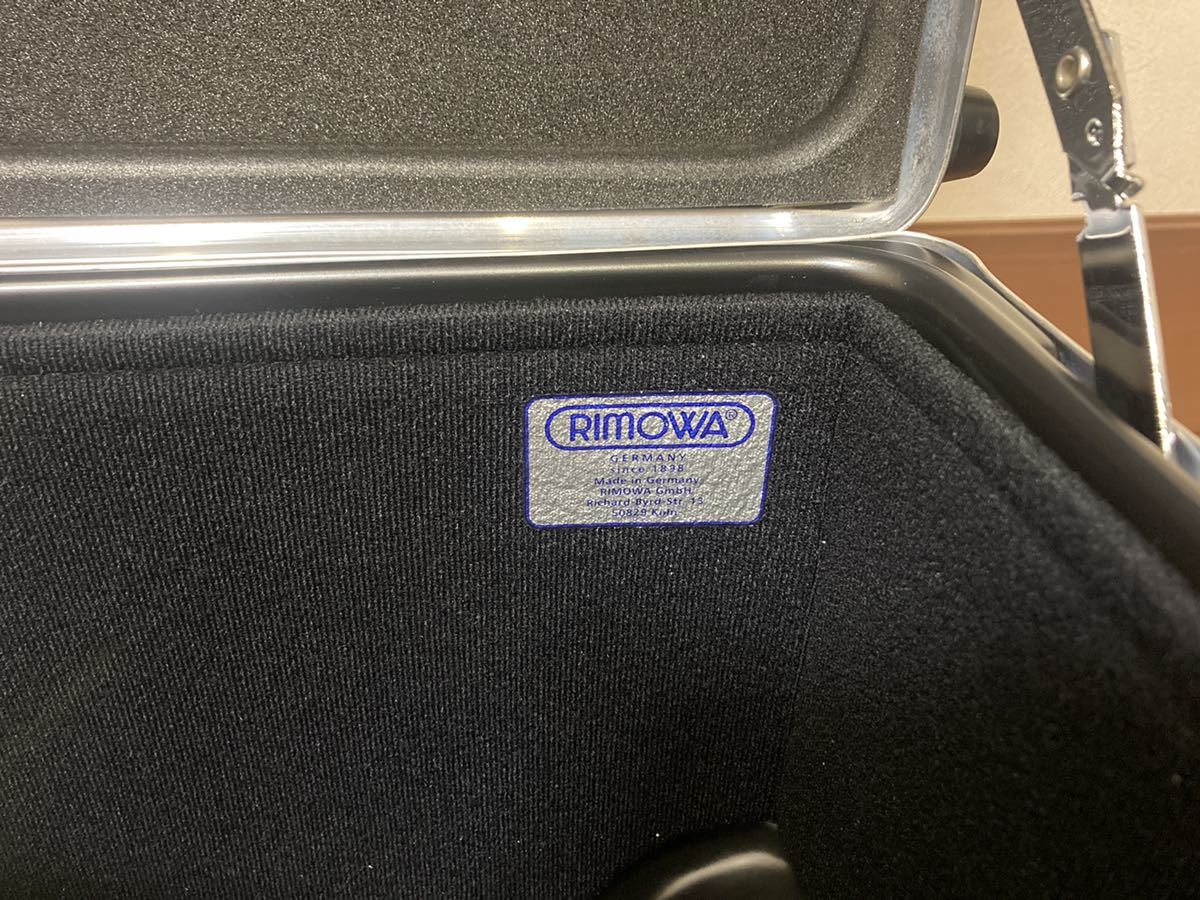 RIMOWA®
GERMANY
since 1898
Made in Germany
RIMOWA GmbH
Richard-Byrd-Str. 13
50829 Köln